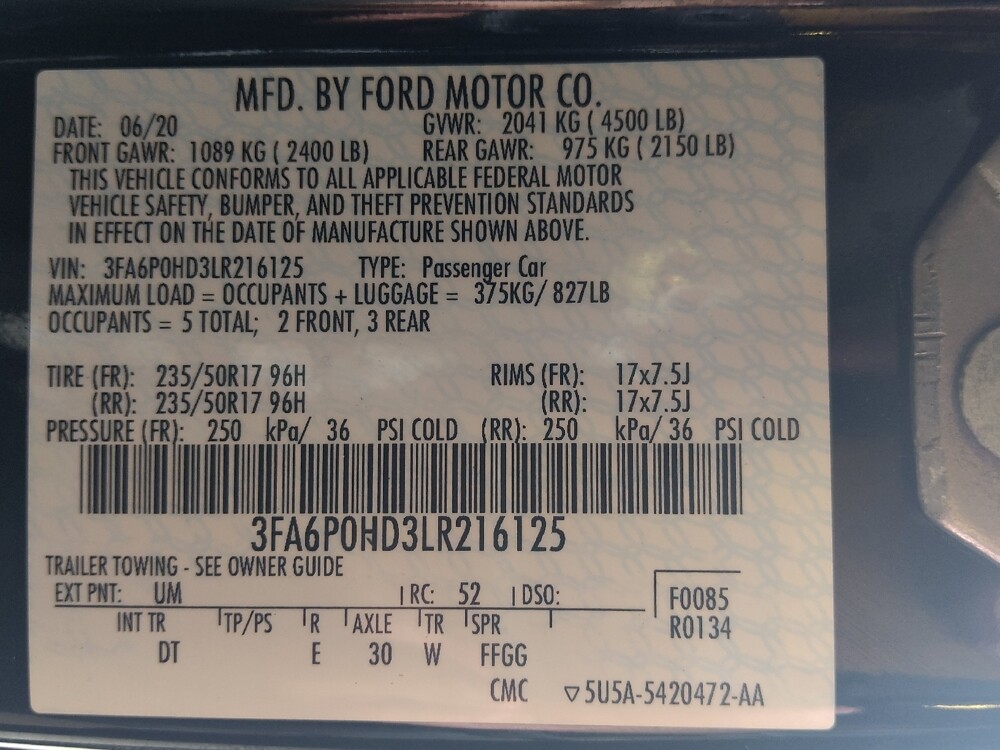 MFD. BY FORD MOTOR CO.
DATE: 06/20 GVWR: 2041 KG ( 4500 LB)
FRONT GAWR: 1089 KG ( 2400 LB) REAR GAWR: 975 KG ( 2150 LB)
THIS VEHICLE CONFORMS TO ALL APPLICABLE FEDERAL MOTOR
VEHICLE SAFETY, BUMPER, AND THEFT PREVENTION STANDARDS
IN EFFECT ON THE DATE OF MANUFACTURE SHOWN ABOVE.
VIN: 3FA6P0HD3LR216125 TYPE: Passenger Car
MAXIMUM LOAD = OCCUPANTS + LUGGAGE = 375KG/ 827LB
OCCUPANTS = 5 TOTAL; 2 FRONT, 3 REAR
TIRE (FR): 235/50R17 96H RIMS (FR): 17x7.5J
(RR): 235/50R17 96H (RR): 17x7.5J
PRESSURE (FR): 250 kPa/ 36 PSI COLD (RR): 250 kPa/ 36 PSI COLD
3FA6P0HD3LR216125
TRAILER TOWING - SEE OWNER GUIDE
EXT PNT: UM RC: 52 DSO: F0085
INT TR TP/PS R AXLE TR SPR R0134
DT E 30 W FFGG
CMC ▽5U5A-5420472-AA